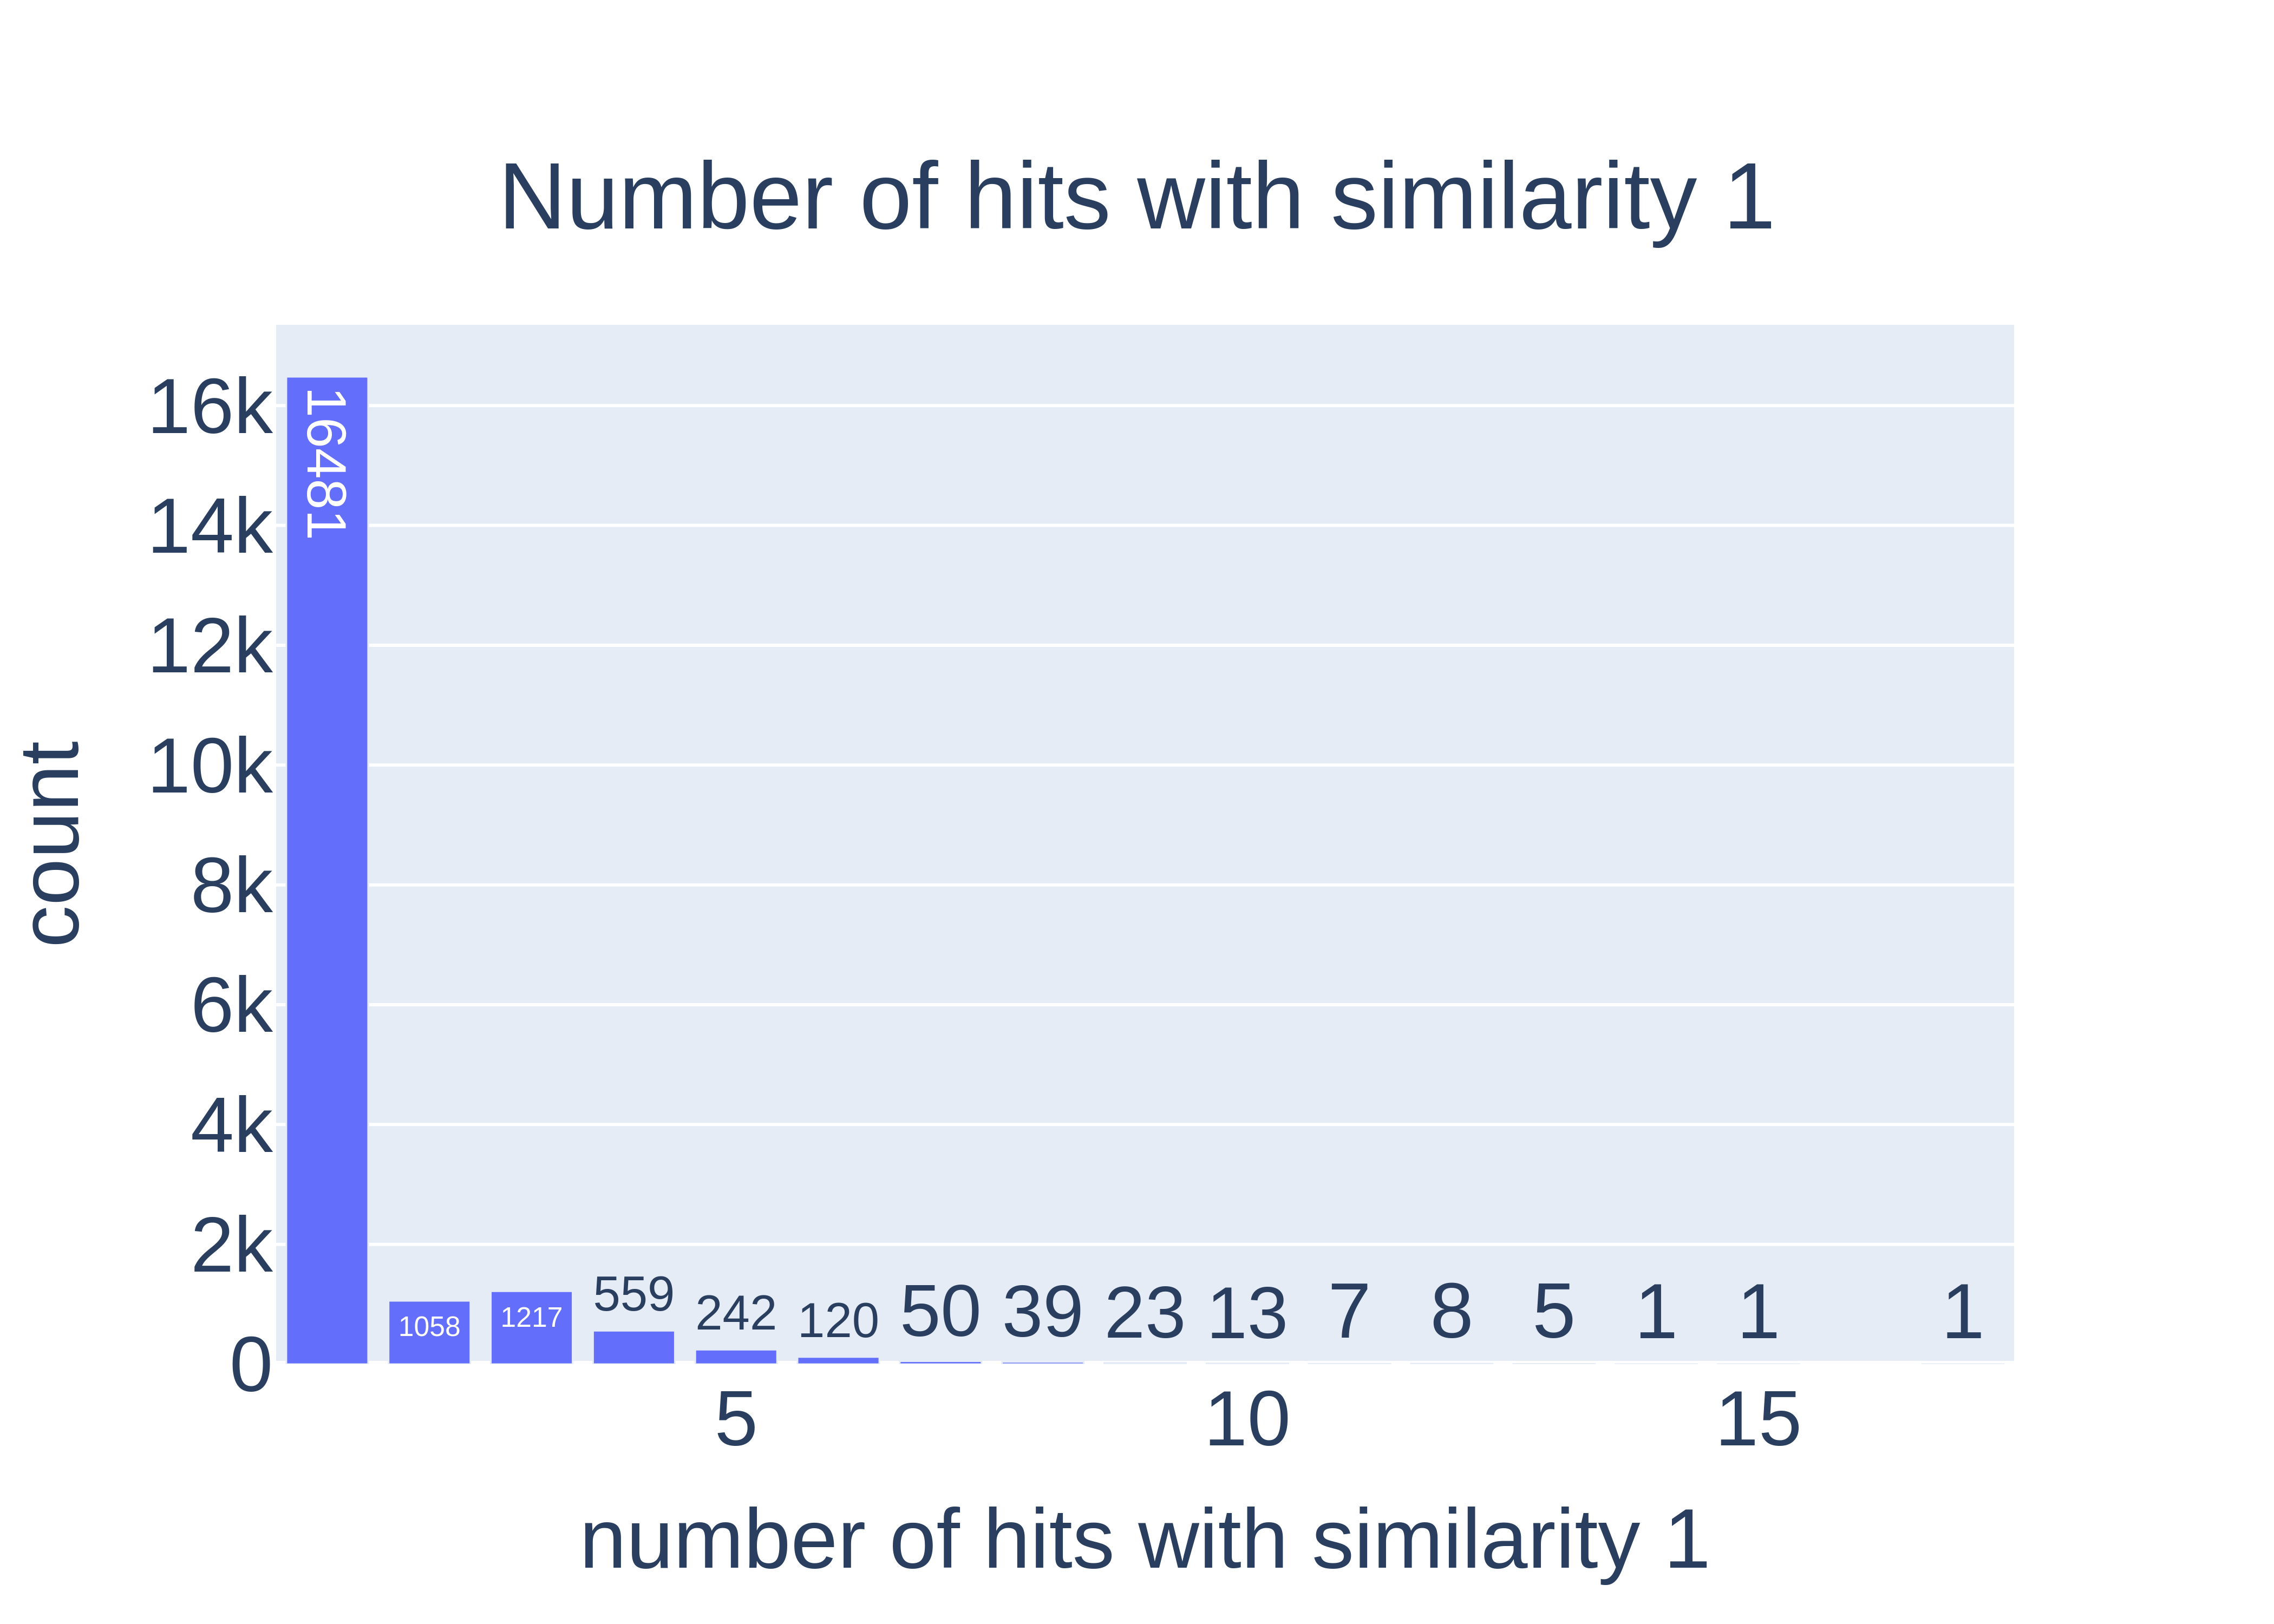 Number of hits with similarity 1
count
16k
14k
12k
10k
8k
6k
4k
2k
0
16481
1058
1217
559
242
120
50
39
23
13
7
8
5
1
1
1
5
10
15
number of hits with similarity 1